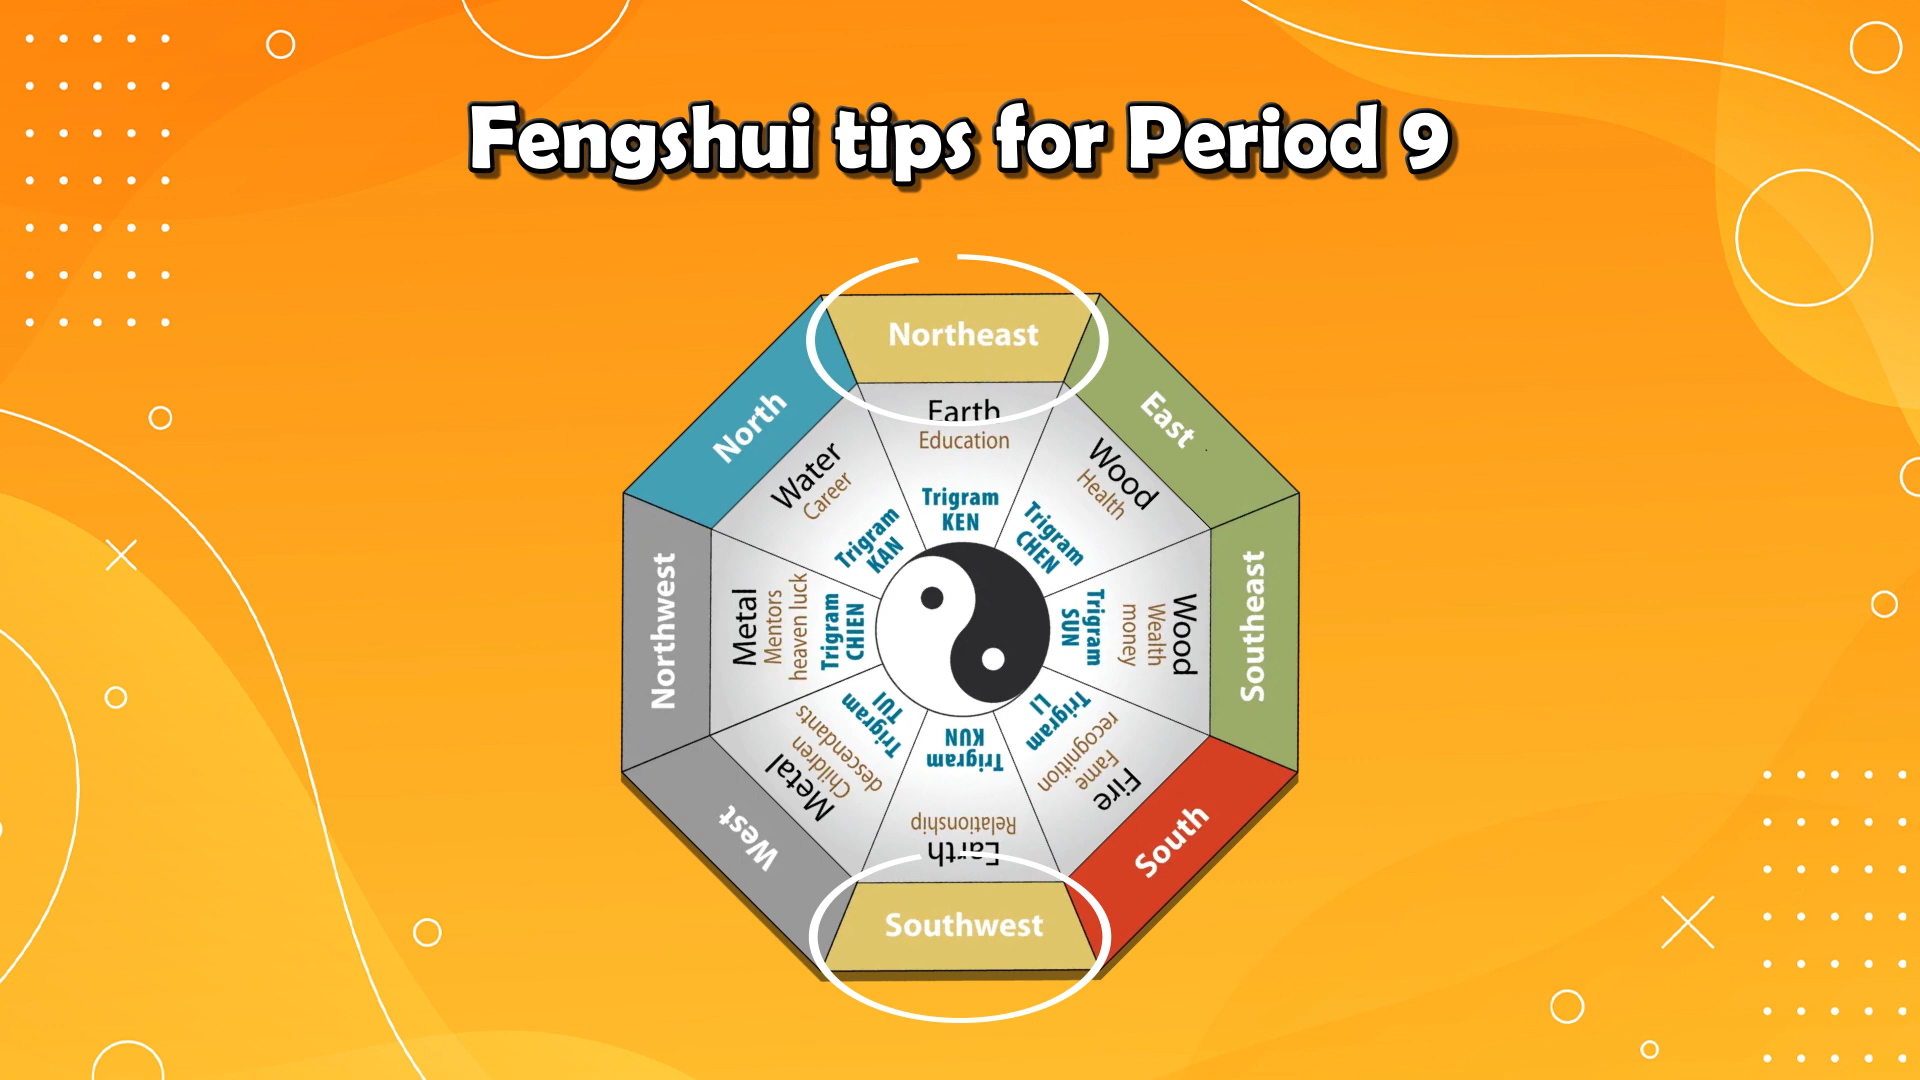 Fengshui tips for Period 9
Northeast
Earth
Education
Trigram
KEN
East
Wood
Health
Trigram
CHEN
Southeast
Wood
Wealth
money
Trigram
SUN
South
Fire
Fame
recognition
Trigram
LI
Southwest
Earth
Relationship
Trigram
KUN
West
Metal
Children
descendants
Trigram
TUI
Northwest
Metal
Mentors
heaven luck
Trigram
CHIEN
North
Water
Career
Trigram
KAN